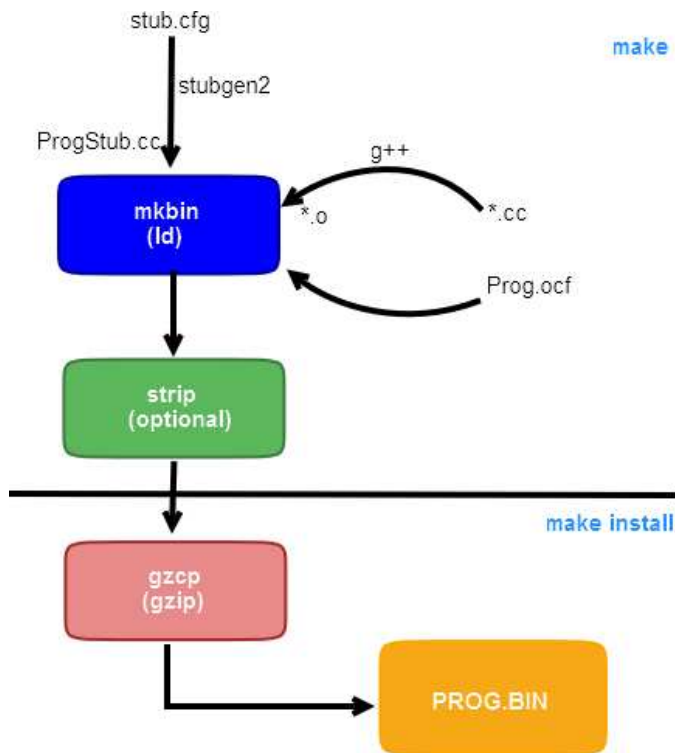 stub.cfg
make
stubgen2
ProgStub.cc
g++
mkbin
(ld)
*.o
*.cc
Prog.ocf
strip
(optional)
make install
gzcp
(gzip)
PROG.BIN